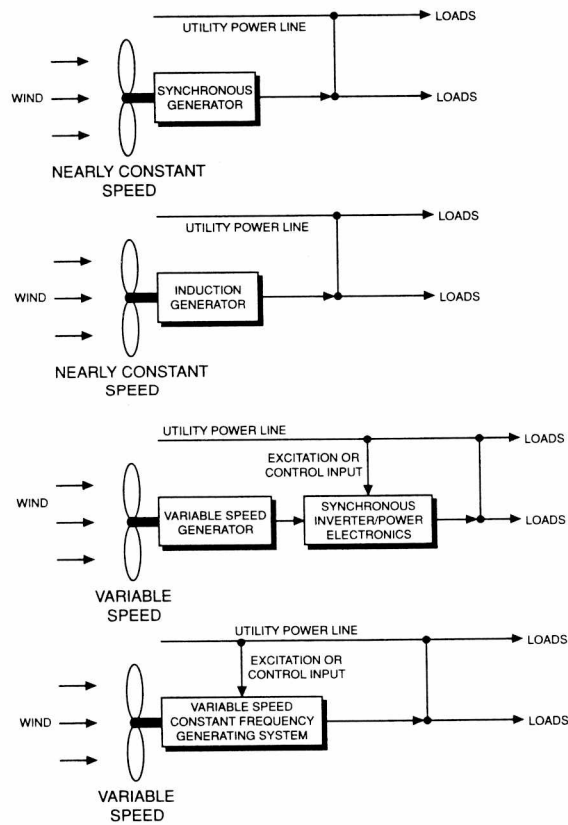 UTILITY POWER LINE
LOADS
WIND
SYNCHRONOUS
GENERATOR
LOADS
NEARLY CONSTANT
SPEED
UTILITY POWER LINE
LOADS
WIND
INDUCTION
GENERATOR
LOADS
NEARLY CONSTANT
SPEED
UTILITY POWER LINE
LOADS
EXCITATION OR
CONTROL INPUT
WIND
VARIABLE SPEED
GENERATOR
SYNCHRONOUS
INVERTER/POWER
ELECTRONICS
LOADS
VARIABLE
SPEED
UTILITY POWER LINE
LOADS
EXCITATION OR
CONTROL INPUT
WIND
VARIABLE SPEED
CONSTANT FREQUENCY
GENERATING SYSTEM
LOADS
VARIABLE
SPEED